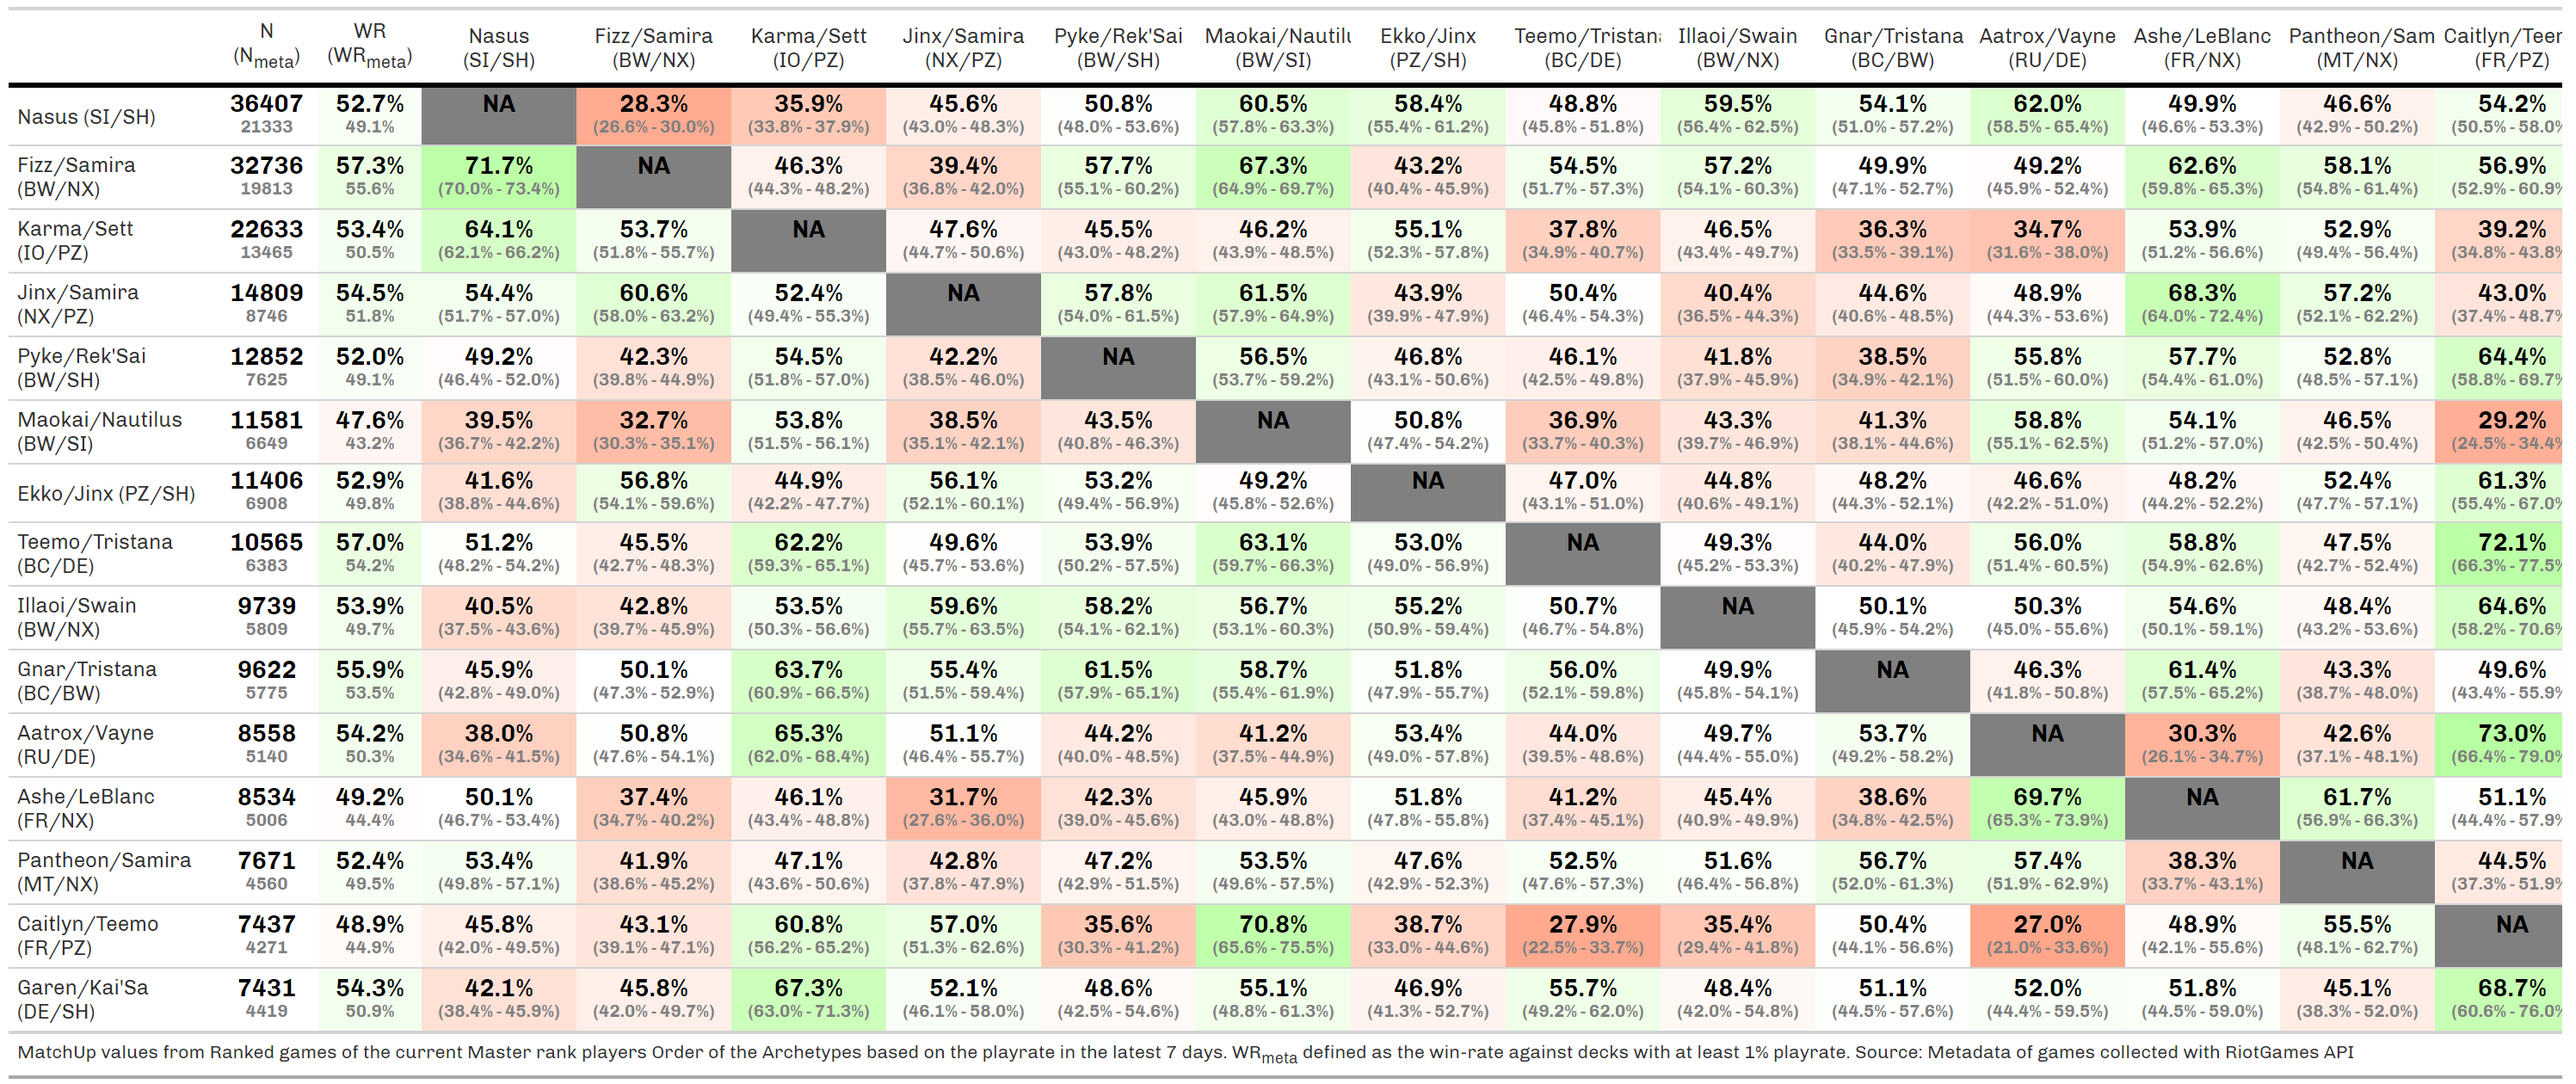 N WR Nasus Fizz/Samira Karma/Sett Jinx/Samira Pyke/Rek'Sai Maokai/Nautilu Ekko/Jinx Teemo/Tristan Illaoi/Swain Gnar/Tristana Aatrox/Vayne Ashe/LeBlanc Pantheon/Sam Caitlyn/Teer
(Nmeta) (WRmeta) (SI/SH) (BW/NX) (IO/PZ) (NX/PZ) (BW/SH) (BW/SI) (PZ/SH) (BC/DE) (BW/NX) (BC/BW) (RU/DE) (FR/NX) (MT/NX) (FR/PZ)
Nasus (SI/SH) 36407 52.7% NA 28.3% 35.9% 45.6% 50.8% 60.5% 58.4% 48.8% 59.5% 54.1% 62.0% 49.9% 46.6% 54.2%
21333 49.1% (26.6% - 30.0%) (33.8% - 37.9%) (43.0% - 48.3%) (48.0% - 53.6%) (57.8% - 63.3%) (55.4% - 61.2%) (45.8% - 51.8%) (56.4% - 62.5%) (51.0% - 57.2%) (58.5% - 65.4%) (46.6% - 53.3%) (42.9% - 50.2%) (50.5% - 58.0%
Fizz/Samira 32736 57.3% 71.7% NA 46.3% 39.4% 57.7% 67.3% 43.2% 54.5% 57.2% 49.9% 49.2% 62.6% 58.1% 56.9%
(BW/NX) 19813 55.6% (70.0% - 73.4%) (44.3% - 48.2%) (36.8% - 42.0%) (55.1% - 60.2%) (64.9% - 69.7%) (40.4% - 45.9%) (51.7% - 57.3%) (54.1% - 60.3%) (47.1% - 52.7%) (45.9% - 52.4%) (59.8% - 65.3%) (54.8% - 61.4%) (52.9% - 60.9%
Karma/Sett 22633 53.4% 64.1% 53.7% NA 47.6% 45.5% 46.2% 55.1% 37.8% 46.5% 36.3% 34.7% 53.9% 52.9% 39.2%
(IO/PZ) 13465 50.5% (62.1% - 66.2%) (51.8% - 55.7%) (44.7% - 50.6%) (43.0% - 48.2%) (43.9% - 48.5%) (52.3% - 57.8%) (34.9% - 40.7%) (43.4% - 49.7%) (33.5% - 39.1%) (31.6% - 38.0%) (51.2% - 56.6%) (49.4% - 56.4%) (34.8% - 43.8%
Jinx/Samira 14809 54.5% 54.4% 60.6% 52.4% NA 57.8% 61.5% 43.9% 50.4% 40.4% 44.6% 48.9% 68.3% 57.2% 43.0%
(NX/PZ) 8746 51.8% (51.7% - 57.0%) (58.0% - 63.2%) (49.4% - 55.3%) (54.0% - 61.5%) (57.9% - 64.9%) (39.9% - 47.9%) (46.4% - 54.3%) (36.5% - 44.3%) (40.6% - 48.5%) (44.3% - 53.6%) (64.0% - 72.4%) (52.1% - 62.2%) (37.4% - 48.7%
Pyke/Rek'Sai 12852 52.0% 49.2% 42.3% 54.5% 42.2% NA 56.5% 46.8% 46.1% 41.8% 38.5% 55.8% 57.7% 52.8% 64.4%
(BW/SH) 7625 49.1% (46.4% - 52.0%) (39.8% - 44.9%) (51.8% - 57.0%) (38.5% - 46.0%) (53.7% - 59.2%) (43.1% - 50.6%) (42.5% - 49.8%) (37.9% - 45.9%) (34.9% - 42.1%) (51.5% - 60.0%) (54.4% - 61.0%) (48.5% - 57.1%) (58.8% - 69.7%
Maokai/Nautilus 11581 47.6% 39.5% 32.7% 53.8% 38.5% 43.5% NA 50.8% 36.9% 43.3% 41.3% 58.8% 54.1% 46.5% 29.2%
(BW/SI) 6649 43.2% (36.7% - 42.2%) (30.3% - 35.1%) (51.5% - 56.1%) (35.1% - 42.1%) (40.8% - 46.3%) (47.4% - 54.2%) (33.7% - 40.3%) (39.7% - 46.9%) (38.1% - 44.6%) (55.1% - 62.5%) (51.2% - 57.0%) (42.5% - 50.4%) (24.5% - 34.4%
Ekko/Jinx (PZ/SH) 11406 52.9% 41.6% 56.8% 44.9% 56.1% 53.2% 49.2% NA 47.0% 44.8% 48.2% 46.6% 48.2% 52.4% 61.3%
6908 49.8% (38.8% - 44.6%) (54.1% - 59.6%) (42.2% - 47.7%) (52.1% - 60.1%) (49.4% - 56.9%) (45.8% - 52.6%) (43.1% - 51.0%) (40.6% - 49.1%) (44.3% - 52.1%) (42.2% - 51.0%) (44.2% - 52.2%) (47.7% - 57.1%) (55.4% - 67.0%
Teemo/Tristana 10565 57.0% 51.2% 45.5% 62.2% 49.6% 53.9% 63.1% 53.0% NA 49.3% 44.0% 56.0% 58.8% 47.5% 72.1%
(BC/DE) 6383 54.2% (48.2% - 54.2%) (42.7% - 48.3%) (59.3% - 65.1%) (45.7% - 53.6%) (50.2% - 57.5%) (59.7% - 66.3%) (49.0% - 56.9%) (45.2% - 53.3%) (40.2% - 47.9%) (51.4% - 60.5%) (54.9% - 62.6%) (42.7% - 52.4%) (66.3% - 77.5%
Illaoi/Swain 9739 53.9% 40.5% 42.8% 53.5% 59.6% 58.2% 56.7% 55.2% 50.7% NA 50.1% 50.3% 54.6% 48.4% 64.6%
(BW/NX) 5809 49.7% (37.5% - 43.6%) (39.7% - 45.9%) (50.3% - 56.6%) (55.7% - 63.5%) (54.1% - 62.1%) (53.1% - 60.3%) (50.9% - 59.4%) (46.7% - 54.8%) (45.9% - 54.2%) (45.0% - 55.6%) (50.1% - 59.1%) (43.2% - 53.6%) (58.2% - 70.6%
Gnar/Tristana 9622 55.9% 45.9% 50.1% 63.7% 55.4% 61.5% 58.7% 51.8% 56.0% 49.9% NA 46.3% 61.4% 43.3% 49.6%
(BC/BW) 5775 53.5% (42.8% - 49.0%) (47.3% - 52.9%) (60.9% - 66.5%) (51.5% - 59.4%) (57.9% - 65.1%) (55.4% - 61.9%) (47.9% - 55.7%) (52.1% - 59.8%) (45.8% - 54.1%) (41.8% - 50.8%) (57.5% - 65.2%) (38.7% - 48.0%) (43.4% - 55.9%
Aatrox/Vayne 8558 54.2% 38.0% 50.8% 65.3% 51.1% 44.2% 41.2% 53.4% 44.0% 49.7% 53.7% NA 30.3% 42.6% 73.0%
(RU/DE) 5140 50.3% (34.6% - 41.5%) (47.6% - 54.1%) (62.0% - 68.4%) (46.4% - 55.7%) (40.0% - 48.5%) (37.5% - 44.9%) (49.0% - 57.8%) (39.5% - 48.6%) (44.4% - 55.0%) (49.2% - 58.2%) (26.1% - 34.7%) (37.1% - 48.1%) (66.4% - 79.0%
Ashe/LeBlanc 8534 49.2% 50.1% 37.4% 46.1% 31.7% 42.3% 45.9% 51.8% 41.2% 45.4% 38.6% 69.7% NA 61.7% 51.1%
(FR/NX) 5006 44.4% (46.7% - 53.4%) (34.7% - 40.2%) (43.4% - 48.8%) (27.6% - 36.0%) (39.0% - 45.6%) (43.0% - 48.8%) (47.8% - 55.8%) (37.4% - 45.1%) (40.9% - 49.9%) (34.8% - 42.5%) (65.3% - 73.9%) (56.9% - 66.3%) (44.4% - 57.9%
Pantheon/Samira 7671 52.4% 53.4% 41.9% 47.1% 42.8% 47.2% 53.5% 47.6% 52.5% 51.6% 56.7% 57.4% 38.3% NA 44.5%
(MT/NX) 4560 49.5% (49.8% - 57.1%) (38.6% - 45.2%) (43.6% - 50.6%) (37.8% - 47.9%) (42.9% - 51.5%) (49.6% - 57.5%) (42.9% - 52.3%) (47.6% - 57.3%) (46.4% - 56.8%) (52.0% - 61.3%) (51.9% - 62.9%) (33.7% - 43.1%) (37.3% - 51.9%
Caitlyn/Teemo 7437 48.9% 45.8% 43.1% 60.8% 57.0% 35.6% 70.8% 38.7% 27.9% 35.4% 50.4% 27.0% 48.9% 55.5% NA
(FR/PZ) 4271 44.9% (42.0% - 49.5%) (39.1% - 47.1%) (56.2% - 65.2%) (51.3% - 62.6%) (30.3% - 41.2%) (65.6% - 75.5%) (33.0% - 44.6%) (22.5% - 33.7%) (29.4% - 41.8%) (44.1% - 56.6%) (21.0% - 33.6%) (42.1% - 55.6%) (48.1% - 62.7%)
Garen/Kai'Sa 7431 54.3% 42.1% 45.8% 67.3% 52.1% 48.6% 55.1% 46.9% 55.7% 48.4% 51.1% 52.0% 51.8% 45.1% 68.7%
(DE/SH) 4419 50.9% (38.4% - 45.9%) (42.0% - 49.7%) (63.0% - 71.3%) (46.1% - 58.0%) (42.5% - 54.6%) (48.8% - 61.3%) (41.3% - 52.7%) (49.2% - 62.0%) (42.0% - 54.8%) (44.5% - 57.6%) (44.4% - 59.5%) (44.5% - 59.0%) (38.3% - 52.0%) (60.6% - 76.0%
MatchUp values from Ranked games of the current Master rank players Order of the Archetypes based on the playrate in the latest 7 days. WRmeta defined as the win-rate against decks with at least 1% playrate. Source: Metadata of games collected with RiotGames API